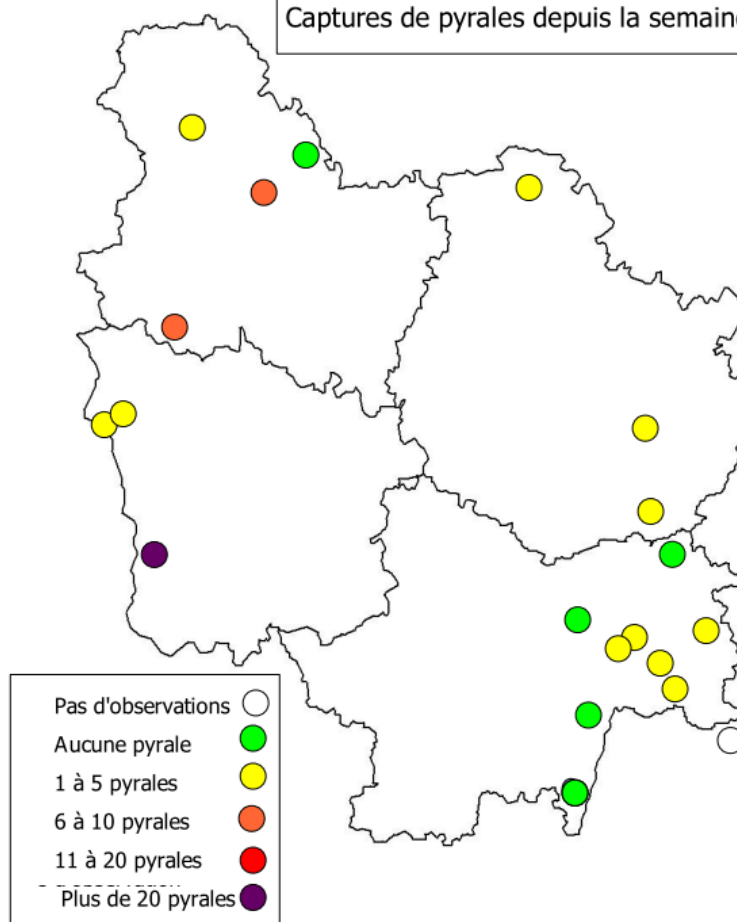 Captures de pyrales depuis la semaine
Pas d'observations
Aucune pyrale
1 à 5 pyrales
6 à 10 pyrales
11 à 20 pyrales
Plus de 20 pyrales